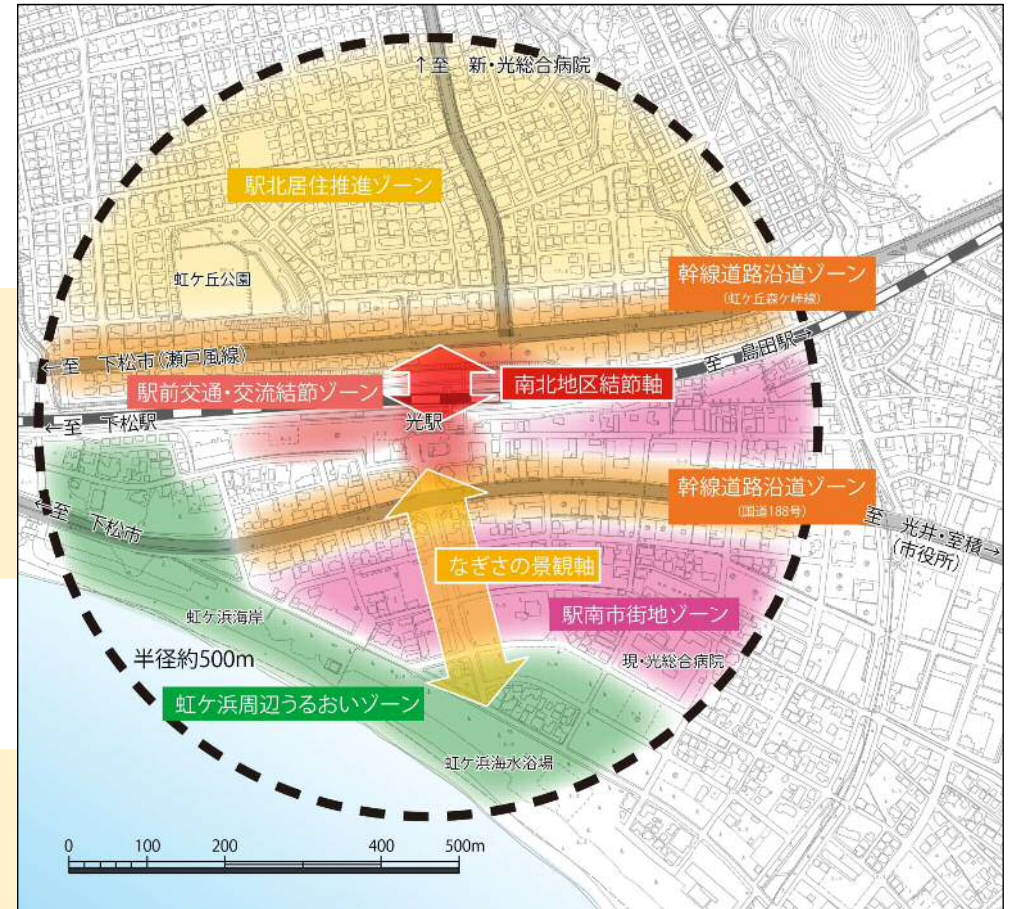 ↑至 新・光総合病院
駅北居住推進ゾーン
虹ケ丘公園
幹線道路沿道ゾーン
(虹ケ丘森ケ峠線)
←至 下松市(瀬戸風線)
至 島田駅→
駅前交通・交流結節ゾーン
南北地区結節軸
←至 下松駅
光駅
幹線道路沿道ゾーン
(国道188号)
←至 下松市
至 光井・室積→
(市役所)
なぎさの景観軸
虹ケ浜海岸
駅南市街地ゾーン
半径約500m
現・光総合病院
虹ケ浜周辺うるおいゾーン
虹ケ浜海水浴場
0 100 200 400 500m